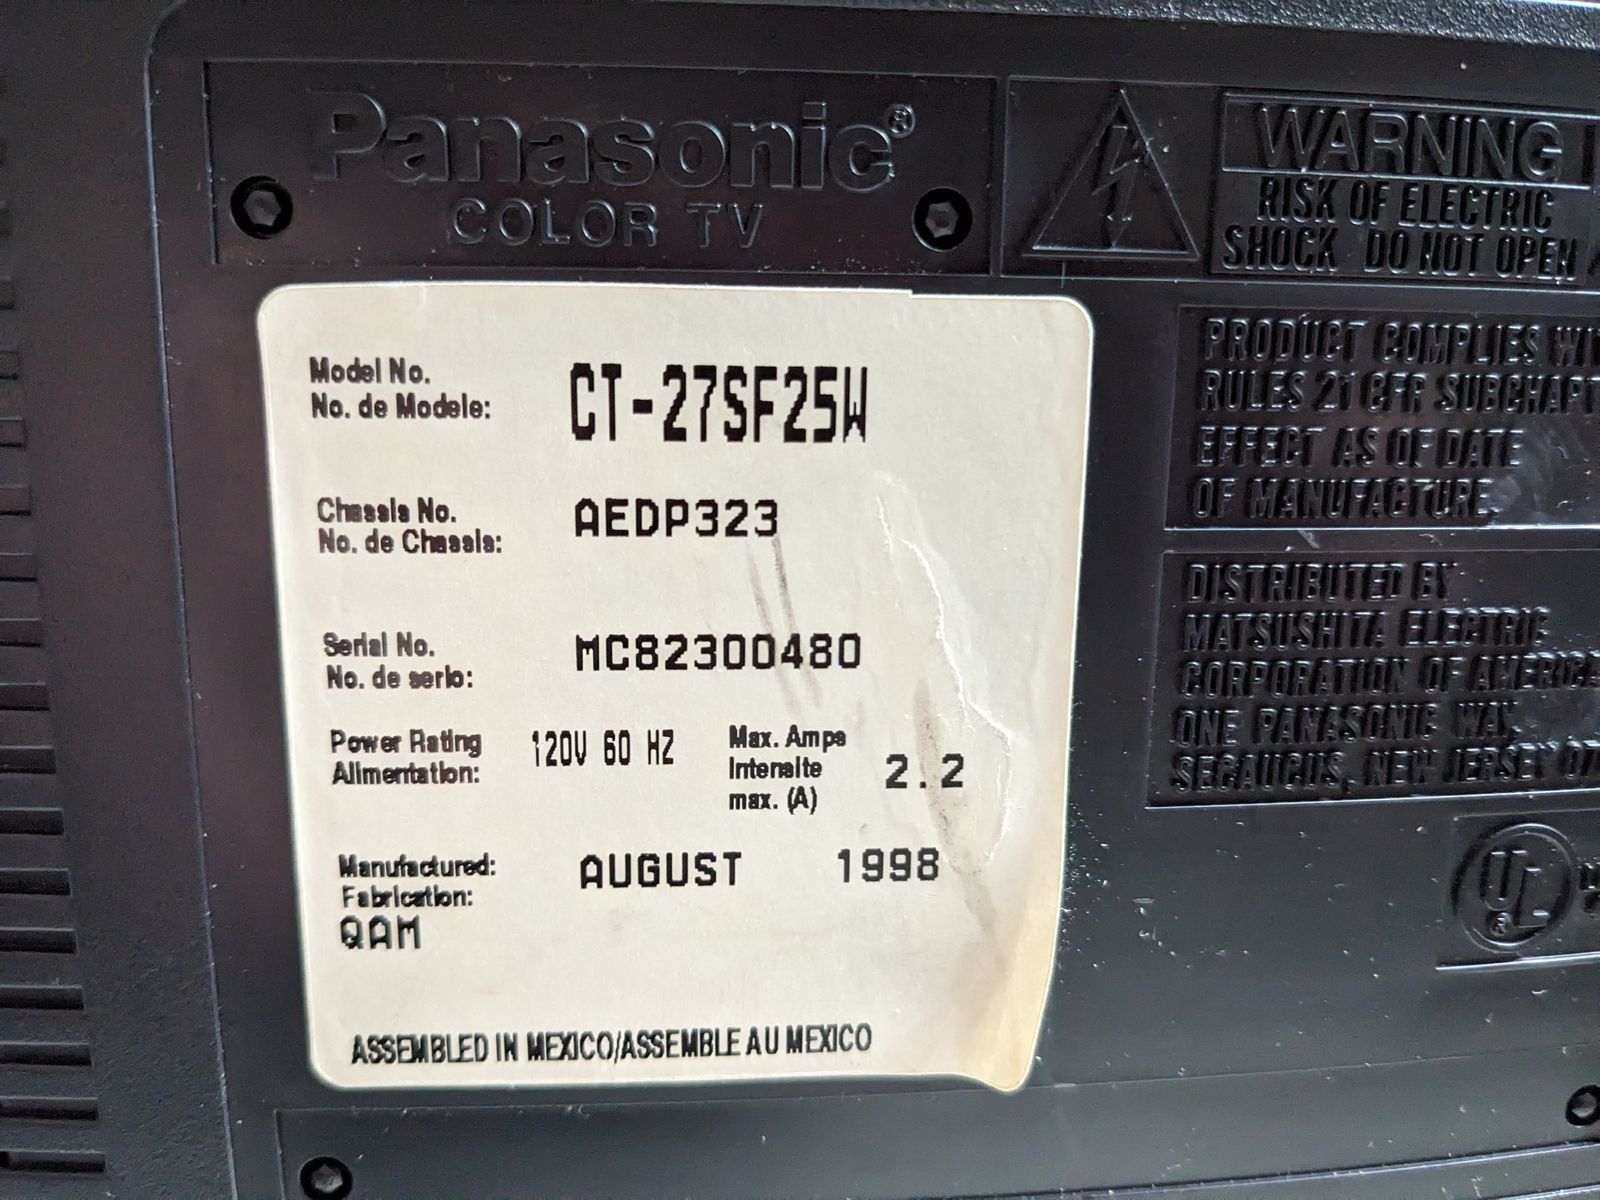 Panasonic®
COLOR TV
WARNING
RISK OF ELECTRIC
SHOCK DO NOT OPEN
Model No.
No. de Modele:
CT-27SF25W
Chassis No.
No. de Chassis:
AEDP323
Serial No.
No. de serie:
MC82300480
Power Rating
Alimentation:
120V 60 HZ
Max. Amps
Intensite
max. (A)
2.2
Manufactured:
Fabrication:
AUGUST 1998
QAM
ASSEMBLED IN MEXICO/ASSEMBLE AU MEXICO
PRODUCT COMPLIES
RULES 21 CFR
EFFECT AS OF DATE
OF MANUFACTURE.
DISTRIBUTED BY
MATSUSHITA ELECTRIC
CORPORATION OF AMERICA
ONE PANASONIC WAY,
SECAUCUS, NEW JERSEY
UL®